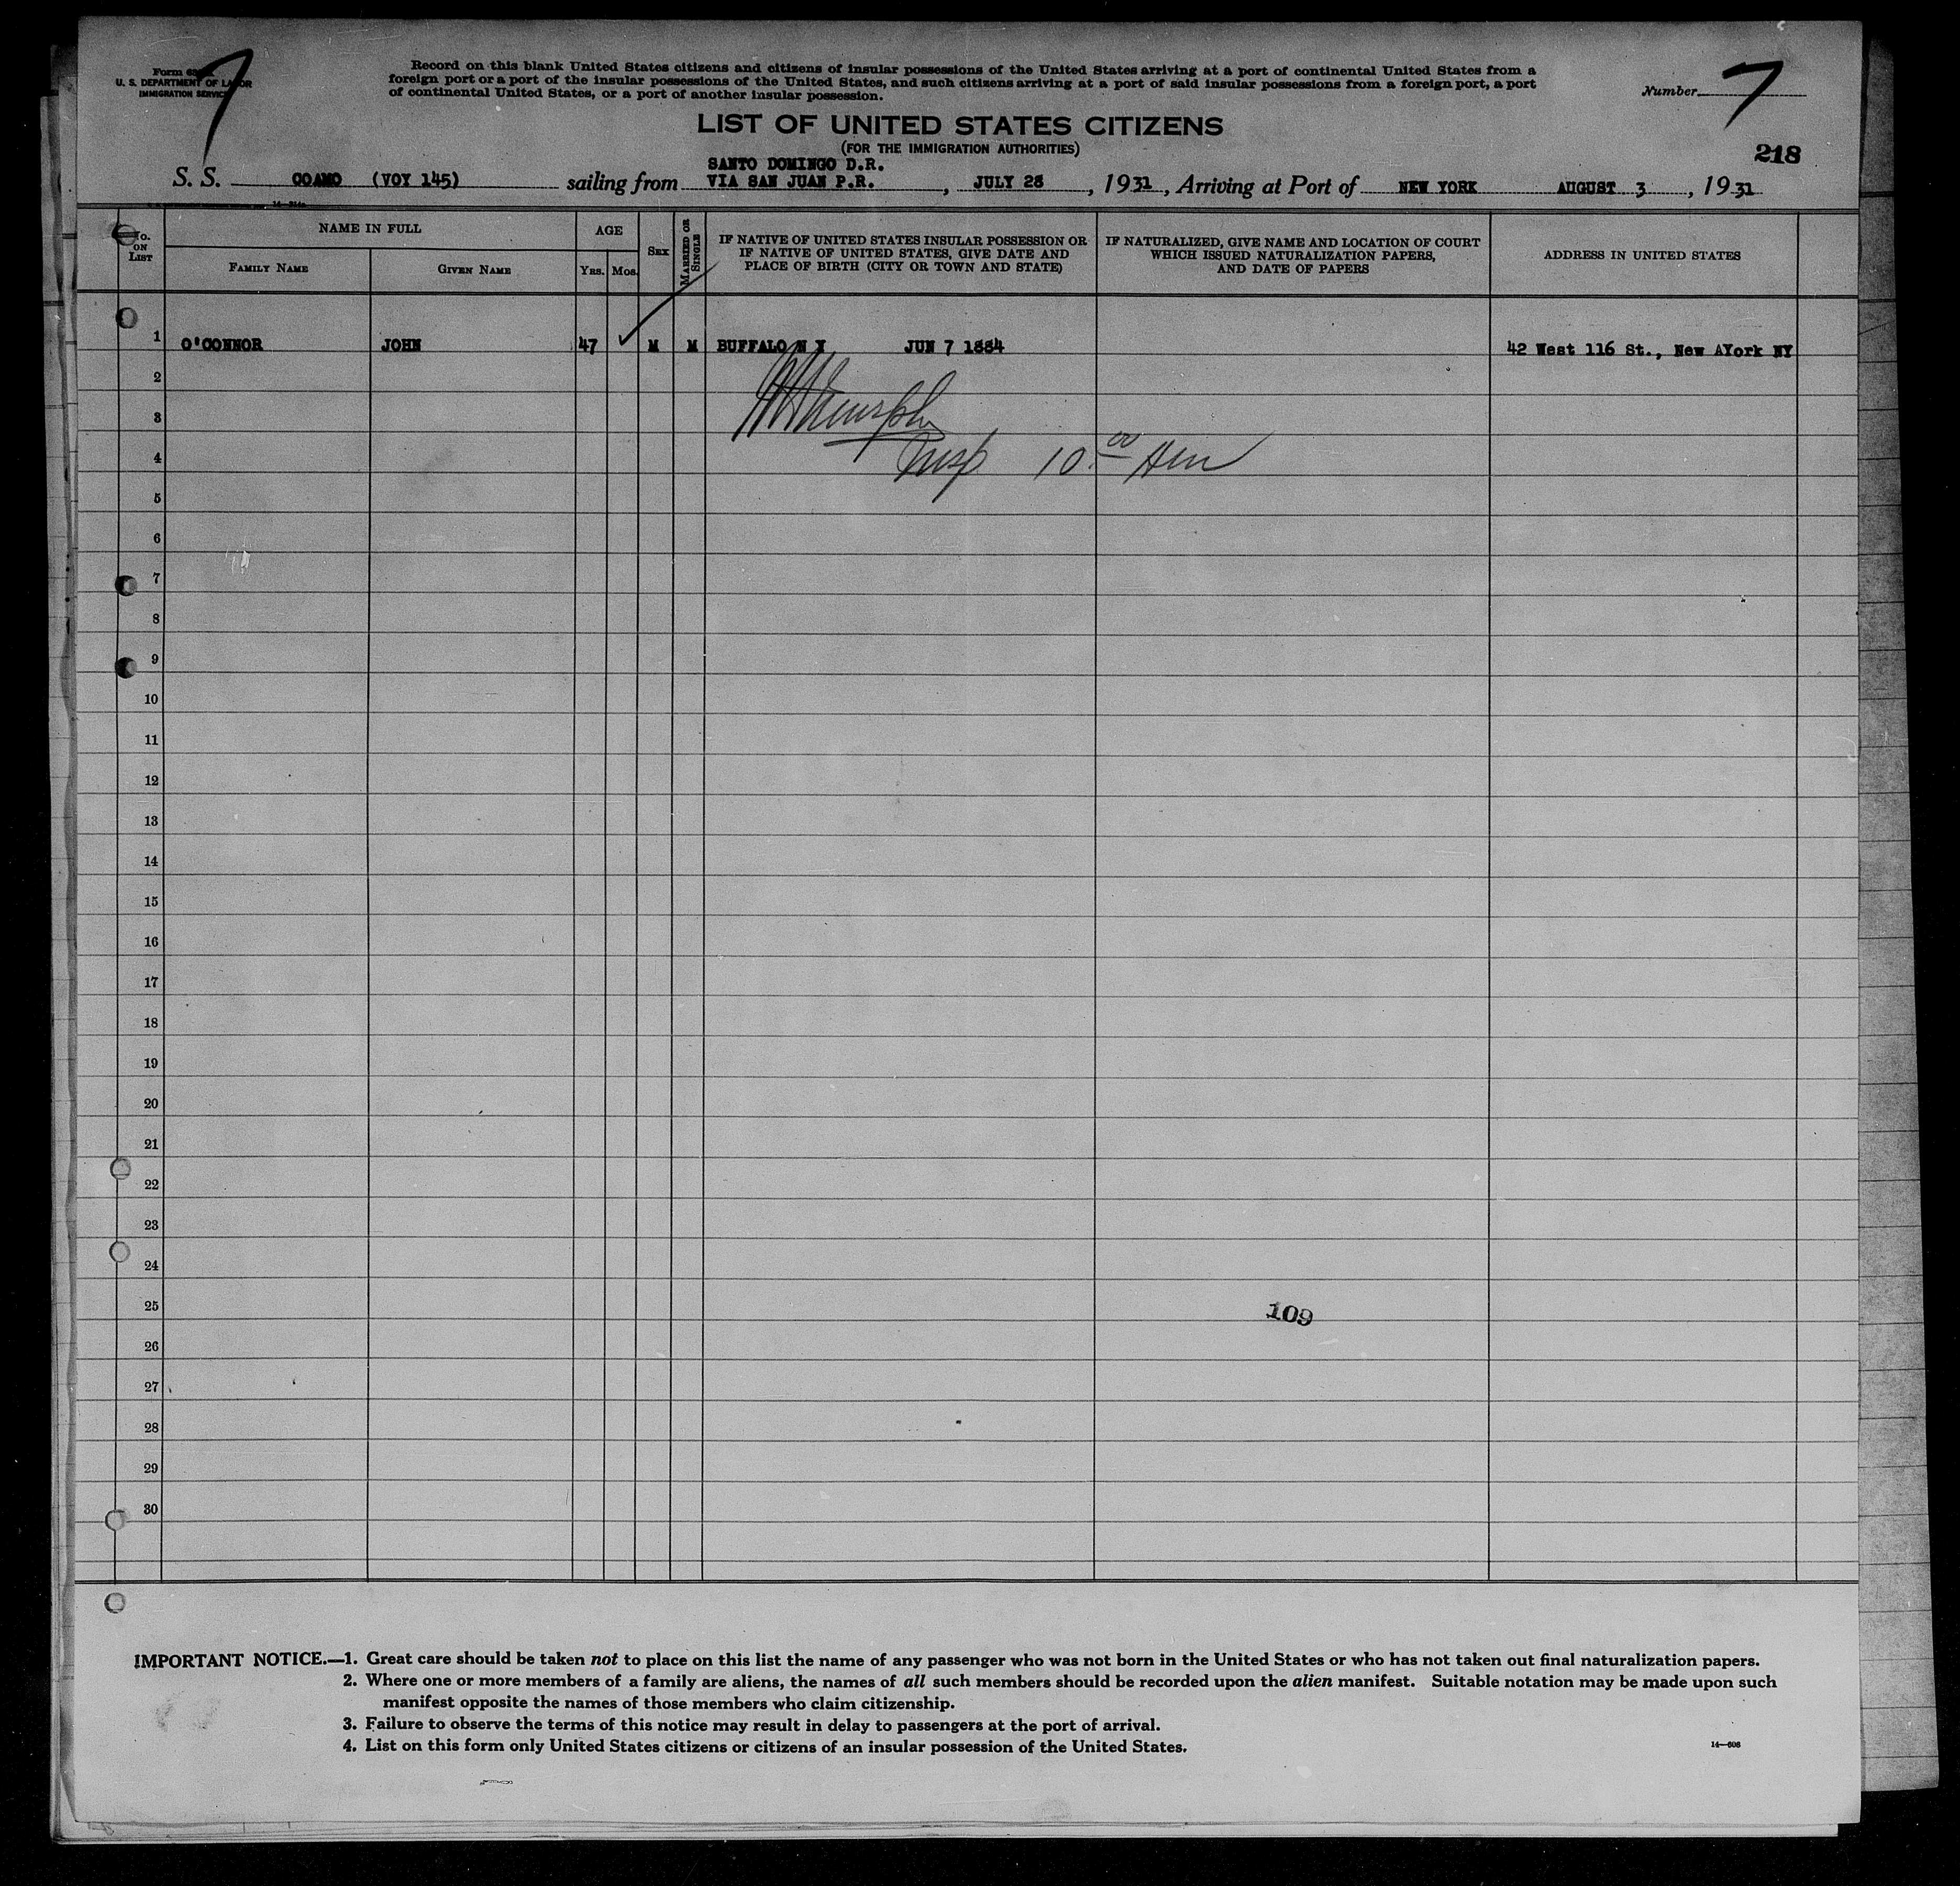 Form 630
U. S. DEPARTMENT OF LABOR
IMMIGRATION SERVICE
7
Record on this blank United States citizens and citizens of insular possessions of the United States arriving at a port of continental United States from a
foreign port or a port of the insular possessions of the United States, and such citizens arriving at a port of said insular possessions from a foreign port, a port
of continental United States, or a port of another insular possession.
Number 7
LIST OF UNITED STATES CITIZENS
(FOR THE IMMIGRATION AUTHORITIES)
218
SANTO DOMINGO D.R.
S. S. COAMO (VOY 145) sailing from VIA SAN JUAN P.R. , JULY 28 , 1931 , Arriving at Port of NEW YORK AUGUST 3 , 1931
No. ON LIST
NAME IN FULL
FAMILY NAME
GIVEN NAME
AGE
YRS.
MOS.
SEX
MARRIED OR SINGLE
IF NATIVE OF UNITED STATES INSULAR POSSESSION OR
IF NATIVE OF UNITED STATES, GIVE DATE AND
PLACE OF BIRTH (CITY OR TOWN AND STATE)
IF NATURALIZED, GIVE NAME AND LOCATION OF COURT
WHICH ISSUED NATURALIZATION PAPERS,
AND DATE OF PAPERS
ADDRESS IN UNITED STATES
1 O'CONNOR JOHN 47 M M BUFFALO N Y JUN 7 1884 42 West 116 St., New AYork NY
2
3
4
Insp 10 00 Am
5
6
7
8
9
10
11
12
13
14
15
16
17
18
19
20
21
22
23
24
25
109
26
27
28
29
30
IMPORTANT NOTICE.—1. Great care should be taken not to place on this list the name of any passenger who was not born in the United States or who has not taken out final naturalization papers.
2. Where one or more members of a family are aliens, the names of all such members should be recorded upon the alien manifest. Suitable notation may be made upon such
manifest opposite the names of those members who claim citizenship.
3. Failure to observe the terms of this notice may result in delay to passengers at the port of arrival.
4. List on this form only United States citizens or citizens of an insular possession of the United States.
14—608